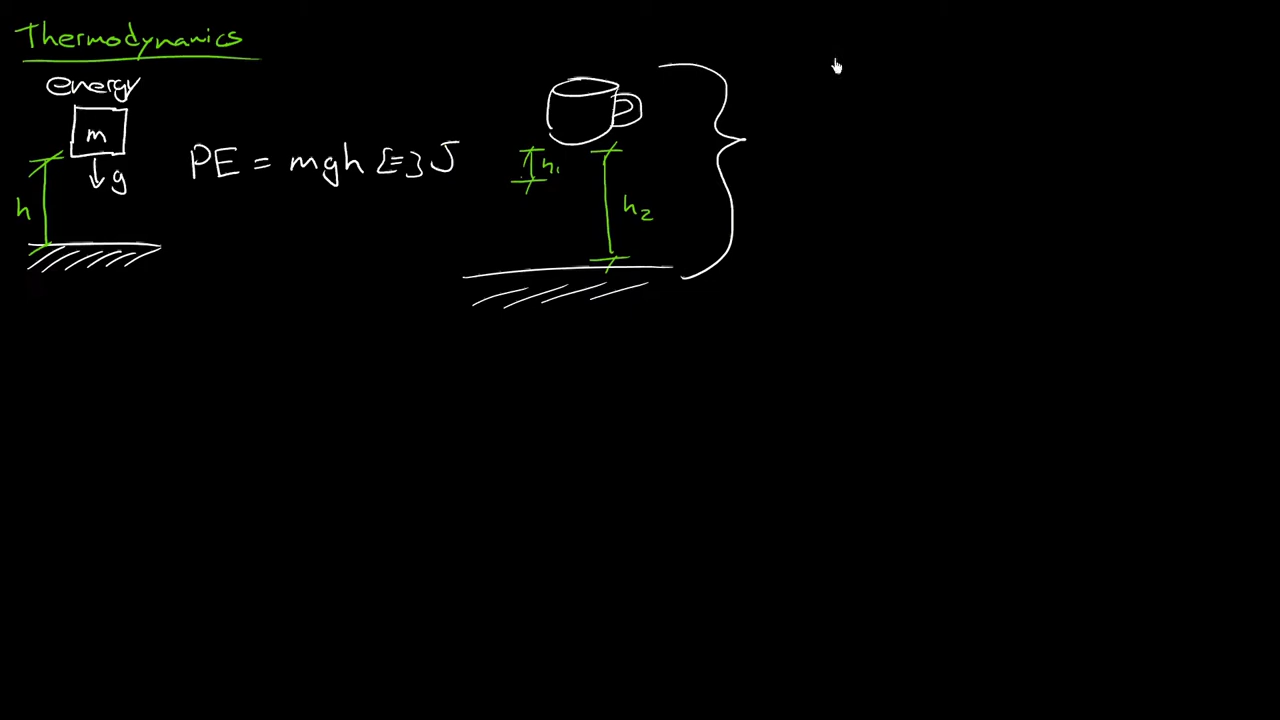 Thermodynamics
energy
m
g
h
PE = mgh [=] J
h₁
h₂